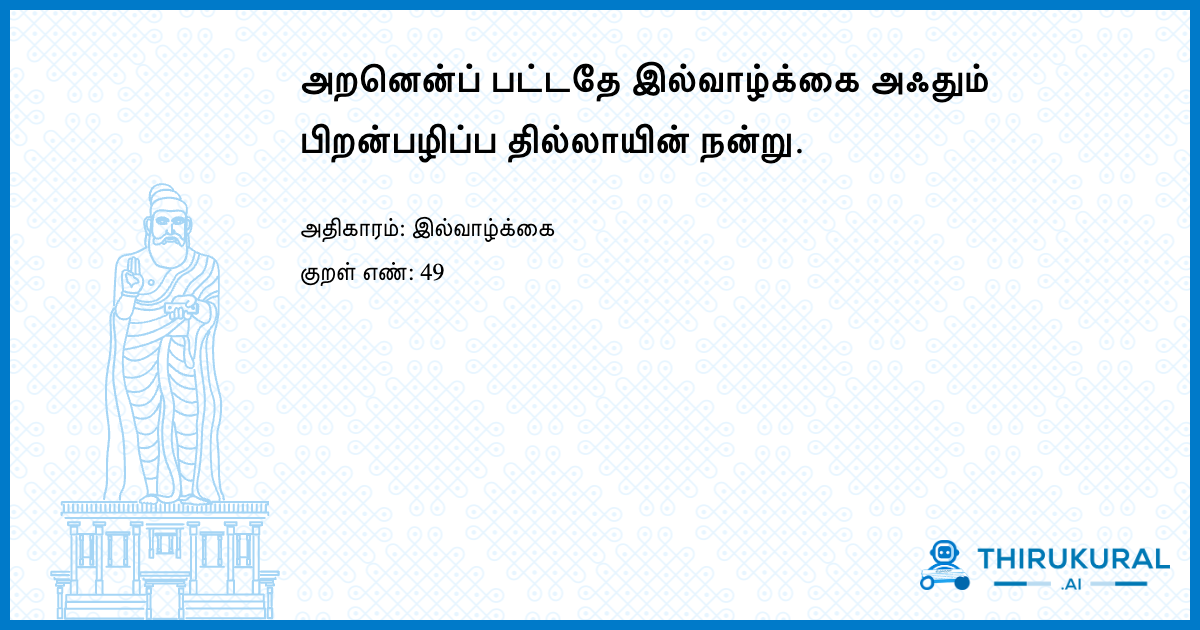 அறனென்ப் பட்டதே இல்வாழ்க்கை அஃதும்
பிறன்பழிப்ப தில்லாயின் நன்று.
அதிகாரம்: இல்வாழ்க்கை
குறள் எண்: 49
THIRUKURAL
.AI